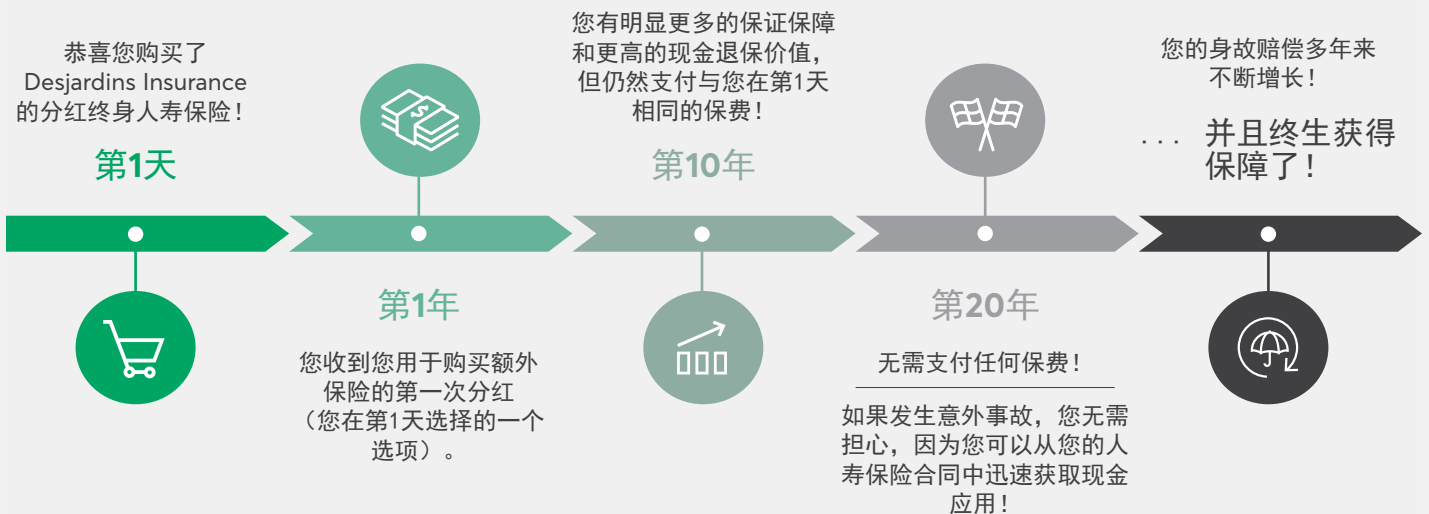 恭喜您购买了
Desjardins Insurance
的分红终身人寿保险！
第1天
第1年
您收到您用于购买额外
保险的第一次分红
（您在第1天选择的一个
选项）。
您有明显更多的保证保障
和更高的现金退保价值，
但仍然支付与您在第1天
相同的保费！
第10年
第20年
无需支付任何保费！
如果发生意外事故，您无需
担心，因为您可以从您的人
寿保险合同中迅速获取现金
应用！
您的身故赔偿多年来
不断增长！
... 并且终生获得
保障了！